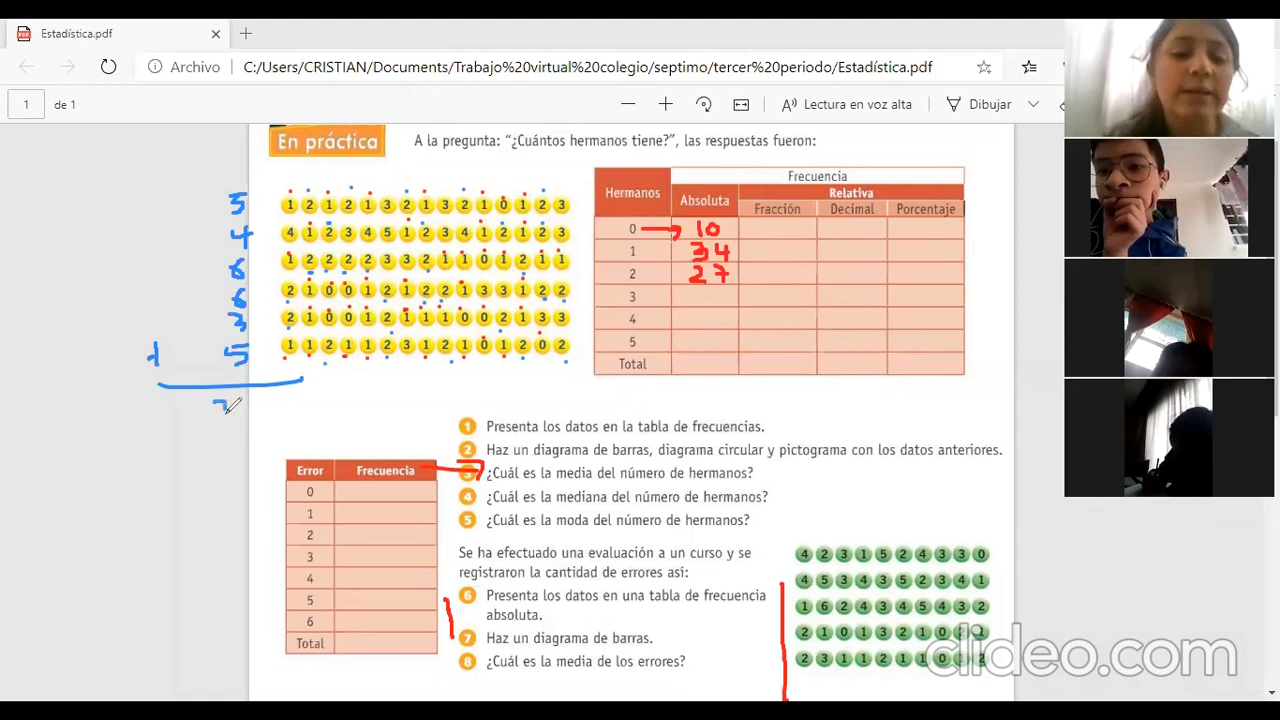 Estadística.pdf
Archivo C:/Users/CRISTIAN/Documents/Trabajo%20virtual%20colegio/septimo/tercer%20periodo/Estadística.pdf
1 de 1 Lectura en voz alta Dibujar
En práctica A la pregunta: “¿Cuántos hermanos tiene?”, las respuestas fueron:
5 1 2 1 2 1 3 2 1 3 2 1 0 1 2 3
4 4 1 2 3 4 5 1 2 3 4 1 2 1 2 3
6 1 2 2 2 2 3 3 2 1 1 0 1 2 1 1
6 2 1 0 0 1 2 1 2 2 1 3 3 1 2 2
3 2 1 0 0 1 2 1 1 1 0 0 2 1 3 3
1 5 1 1 2 1 1 2 3 1 2 1 0 1 2 0 2
Frecuencia
Hermanos Absoluta Relativa
Fracción Decimal Porcentaje
0 10
1 34
2 27
3
4
5
Total
1 Presenta los datos en la tabla de frecuencias.
2 Haz un diagrama de barras, diagrama circular y pictograma con los datos anteriores.
3 ¿Cuál es la media del número de hermanos?
4 ¿Cuál es la mediana del número de hermanos?
5 ¿Cuál es la moda del número de hermanos?
Error Frecuencia
0
1
2
3
4
5
6
Total
Se ha efectuado una evaluación a un curso y se
registraron la cantidad de errores así:
6 Presenta los datos en una tabla de frecuencia
absoluta.
7 Haz un diagrama de barras.
8 ¿Cuál es la media de los errores?
4 2 3 1 5 2 4 3 3 0
4 5 3 4 3 5 2 3 4 1
1 6 2 4 3 4 5 4 3 2
2 1 0 1 3 2 1 0 2 1
2 3 1 1 2 1 1 0 2
clideo.com